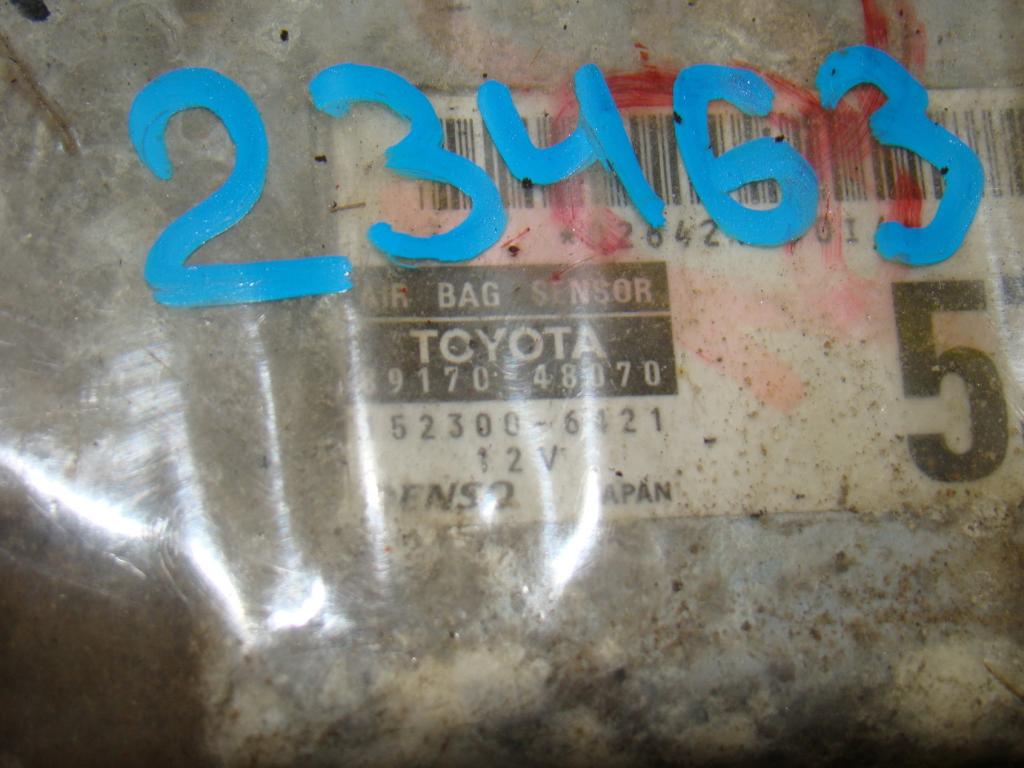 23463
AIR BAG SENSOR
TOYOTA
89170-48070
152300-6421
12V
DENSO JAPAN
5